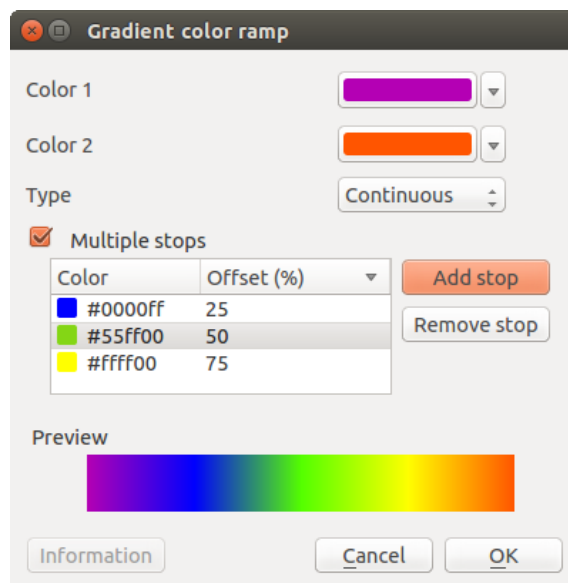 Gradient color ramp
Color 1
Color 2
Type Continuous
Multiple stops
Color Offset (%) Add stop
#0000ff 25
#55ff00 50 Remove stop
#ffff00 75
Preview
Information Cancel OK